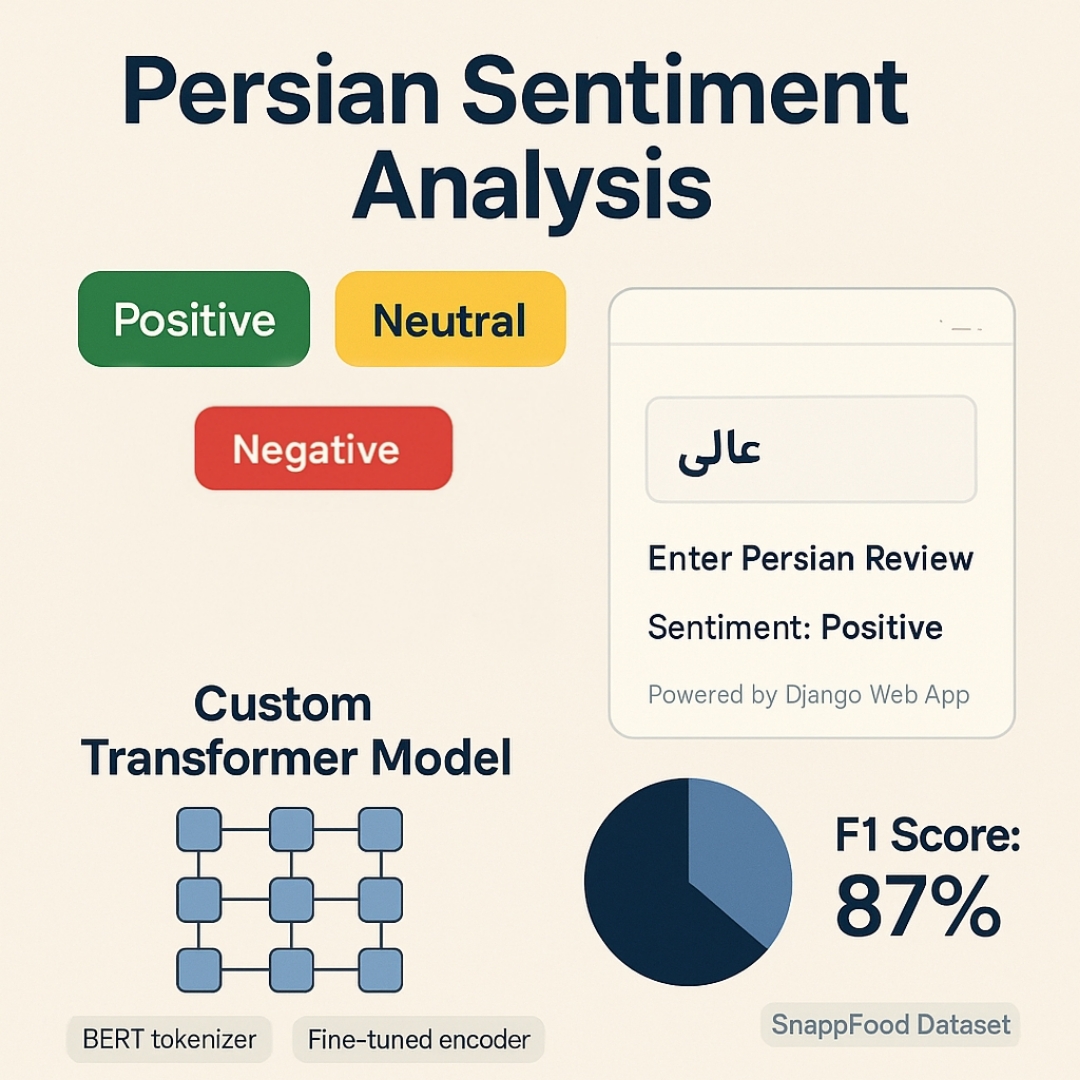 Persian Sentiment
Analysis
Positive
Neutral
Negative
عالی
Enter Persian Review
Sentiment: Positive
Powered by Django Web App
Custom
Transformer Model
BERT tokenizer
Fine-tuned encoder
F1 Score:
87%
SnappFood Dataset